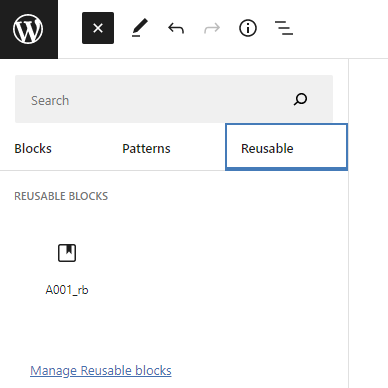 Search
Blocks Patterns Reusable
REUSABLE BLOCKS
A001_rb
Manage Reusable blocks